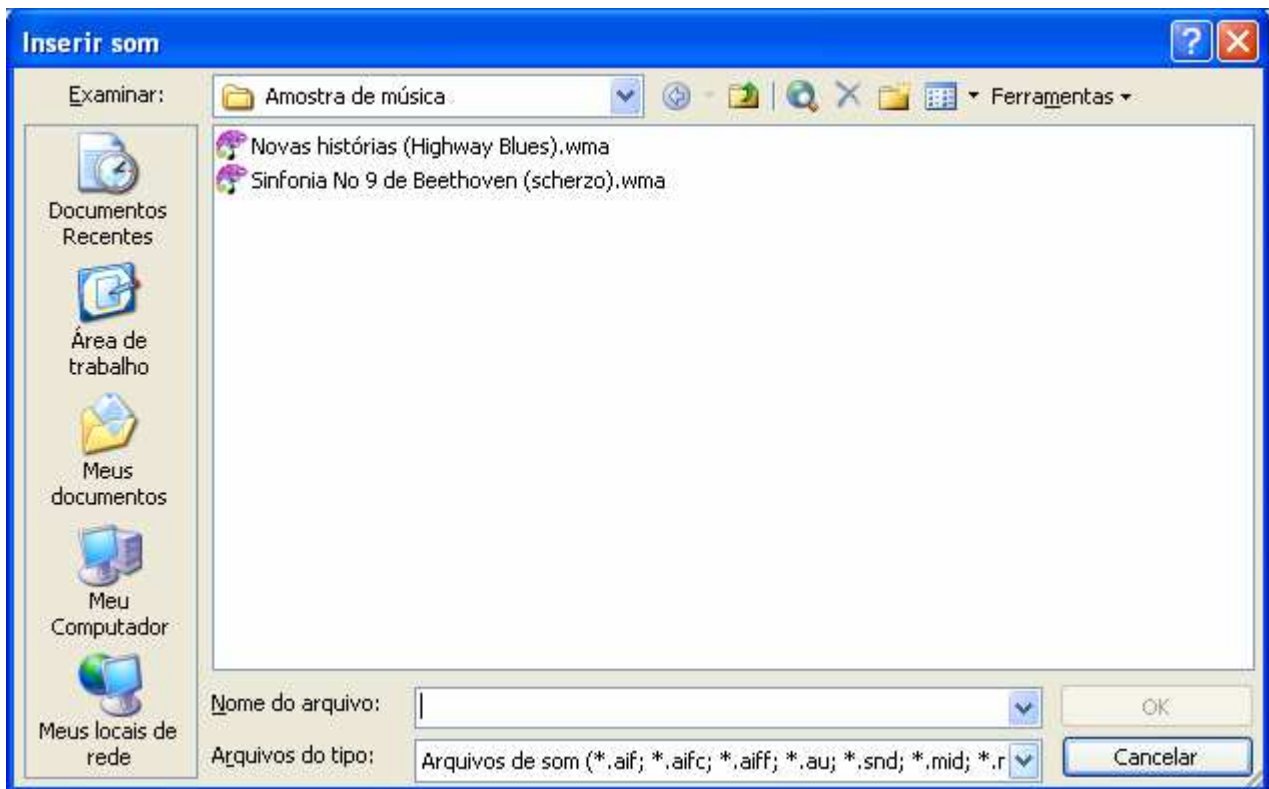 Inserir som
Examinar:
Amostra de música
Ferramentas
Novas histórias (Highway Blues).wma
Sinfonia No 9 de Beethoven (scherzo).wma
Documentos
Recentes
Área de
trabalho
Meus
documentos
Meu
Computador
Meus locais de
rede
Nome do arquivo:
OK
Arquivos do tipo:
Arquivos de som (*.aif; *.aifc; *.aiff; *.au; *.snd; *.mid; *.r
Cancelar